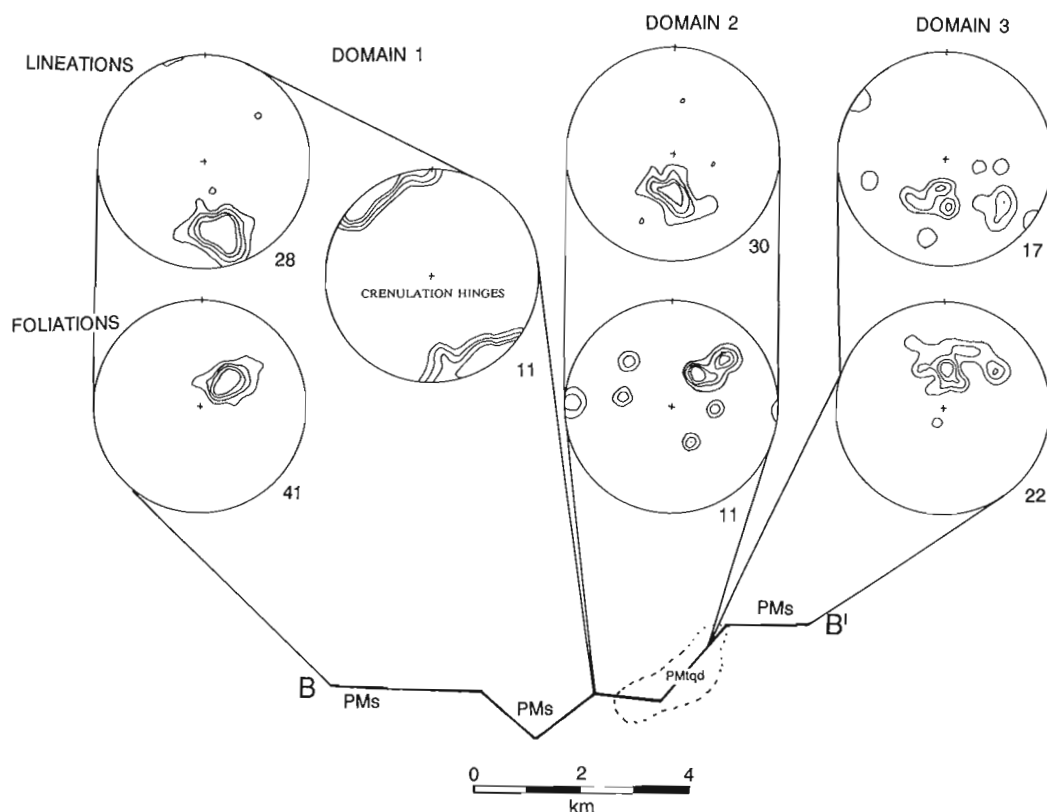 DOMAIN 2
DOMAIN 3
DOMAIN 1
LINEATIONS
28
30
17
CRENULATION HINGES
11
FOLIATIONS
41
11
22
PMs
B'
PMtqd
B
PMs
PMs
0 2 4
km